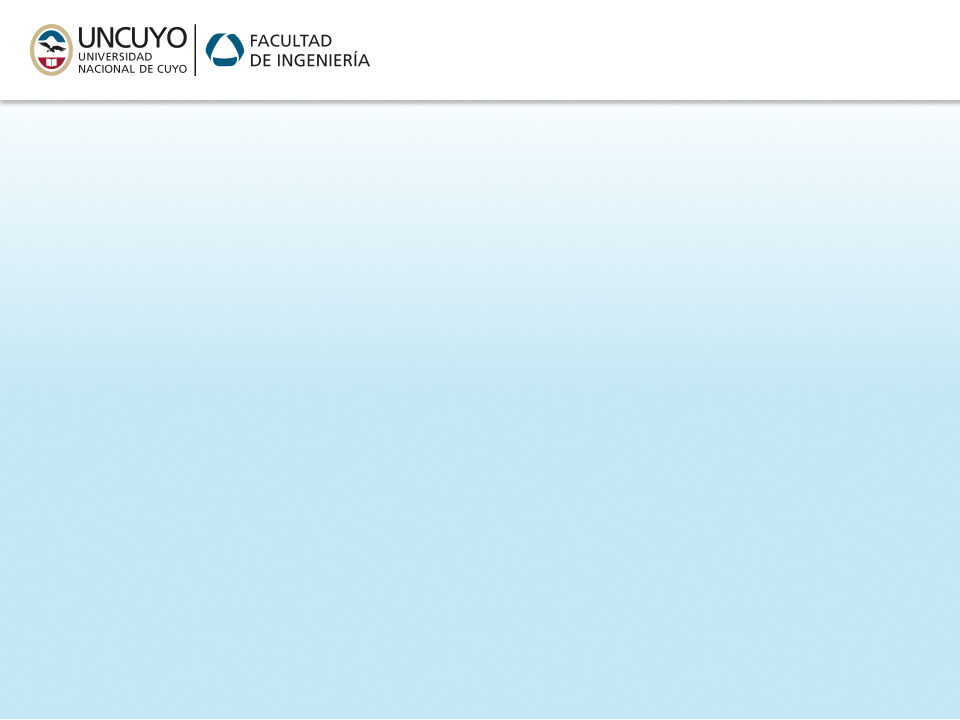 UNCUYO
UNIVERSIDAD
NACIONAL DE CUYO
FACULTAD
DE INGENIERÍA